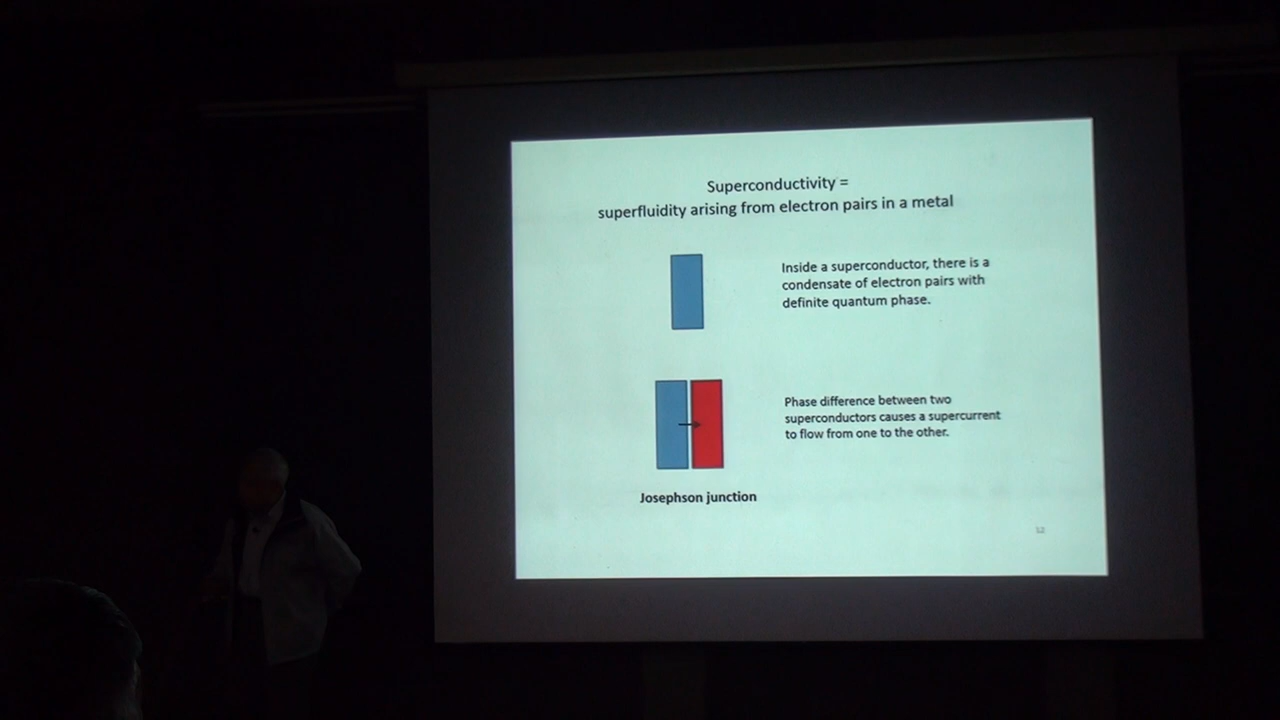 Superconductivity =
superfluidity arising from electron pairs in a metal
Inside a superconductor, there is a
condensate of electron pairs with
definite quantum phase.
Phase difference between two
superconductors causes a supercurrent
to flow from one to the other.
Josephson junction
12